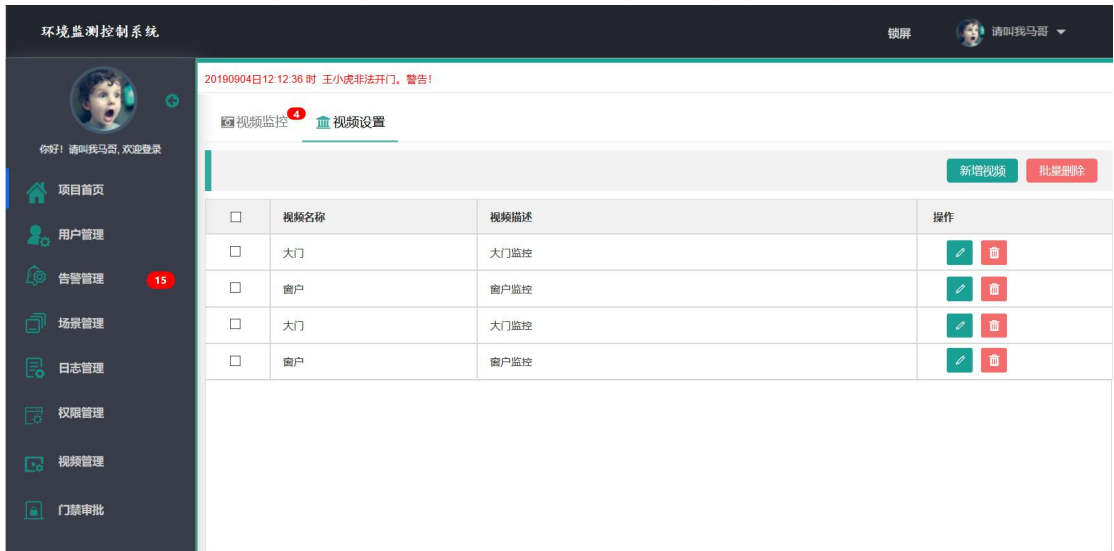 环境监测控制系统
锁屏
请叫我马哥
你好！请叫我马哥, 欢迎登录
项目首页
用户管理
告警管理
15
场景管理
日志管理
权限管理
视频管理
门禁审批
20190904日12:12:36 时 王小虎非法开门。警告！
视频监控 4 视频设置
新增视频 批量删除
视频名称 视频描述 操作
大门 大门监控
窗户 窗户监控
大门 大门监控
窗户 窗户监控